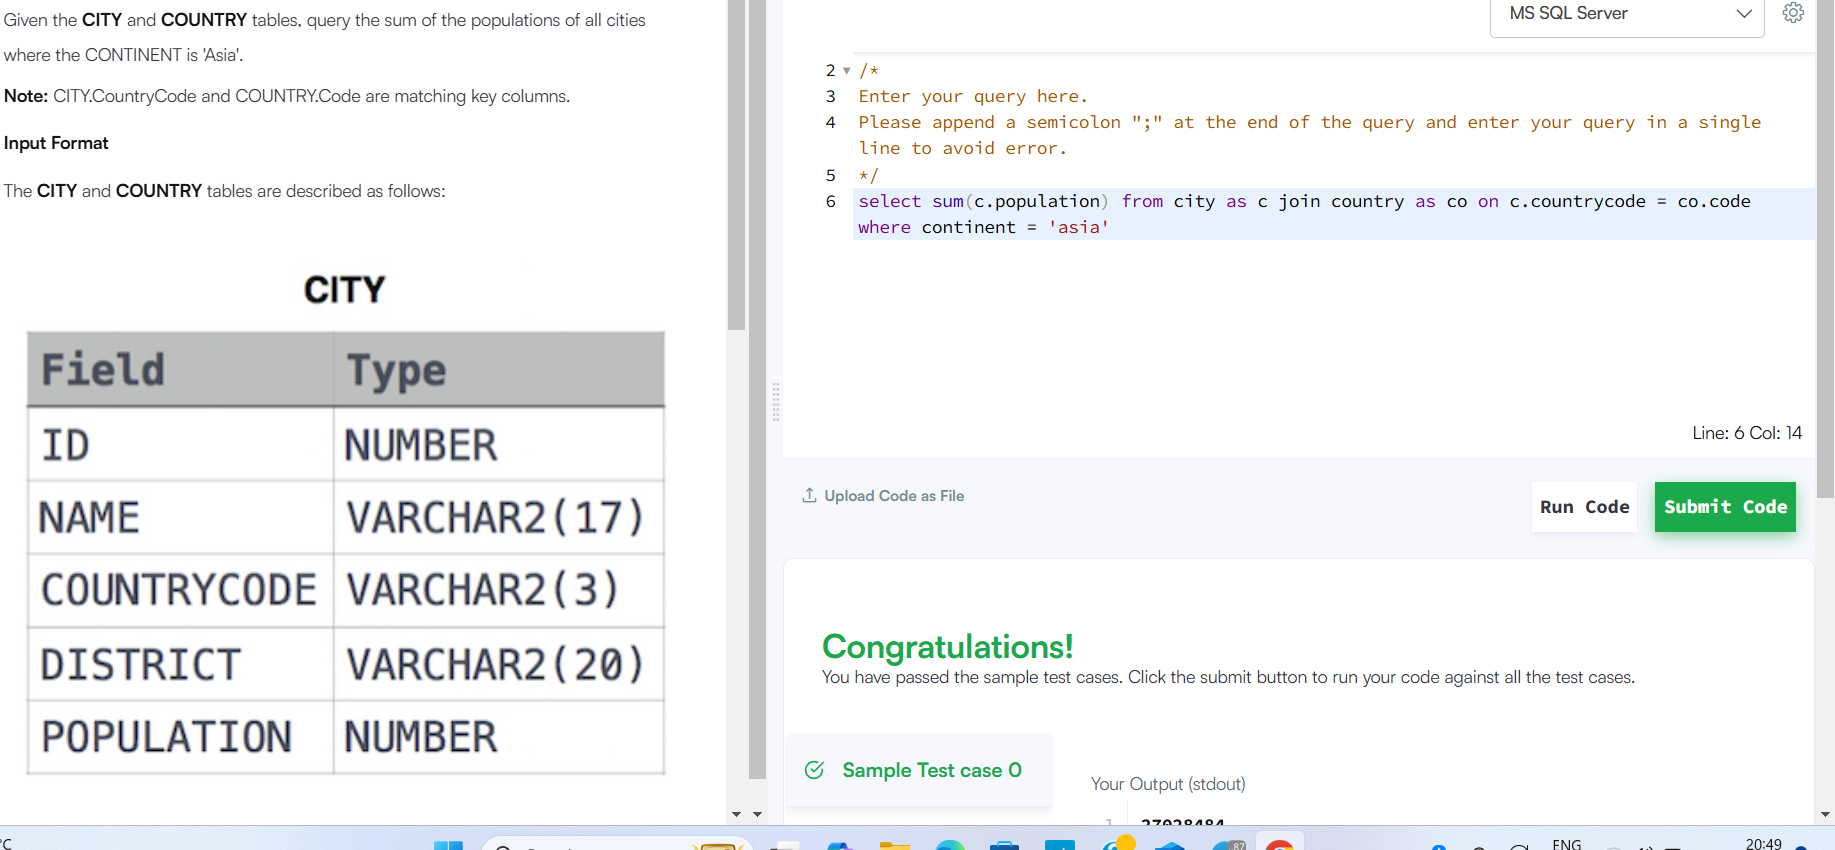 Given the CITY and COUNTRY tables, query the sum of the populations of all cities
where the CONTINENT is 'Asia'.
Note: CITY.CountryCode and COUNTRY.Code are matching key columns.
Input Format
The CITY and COUNTRY tables are described as follows:
CITY
Field Type
ID NUMBER
NAME VARCHAR2(17)
COUNTRYCODE VARCHAR2(3)
DISTRICT VARCHAR2(20)
POPULATION NUMBER
MS SQL Server
2 /*
3 Enter your query here.
4 Please append a semicolon ";" at the end of the query and enter your query in a single
line to avoid error.
5 */
6 select sum(c.population) from city as c join country as co on c.countrycode = co.code
where continent = 'asia'
Line: 6 Col: 14
Upload Code as File
Run Code
Submit Code
Congratulations!
You have passed the sample test cases. Click the submit button to run your code against all the test cases.
Sample Test case 0
Your Output (stdout)
1 27028484
°C
87
ENG
20:49